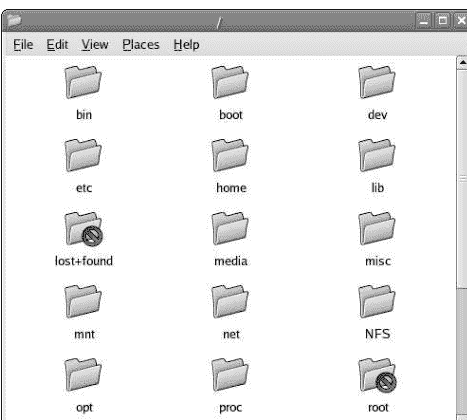 /
File Edit View Places Help
bin boot dev
etc home lib
lost+found media misc
mnt net NFS
opt proc root